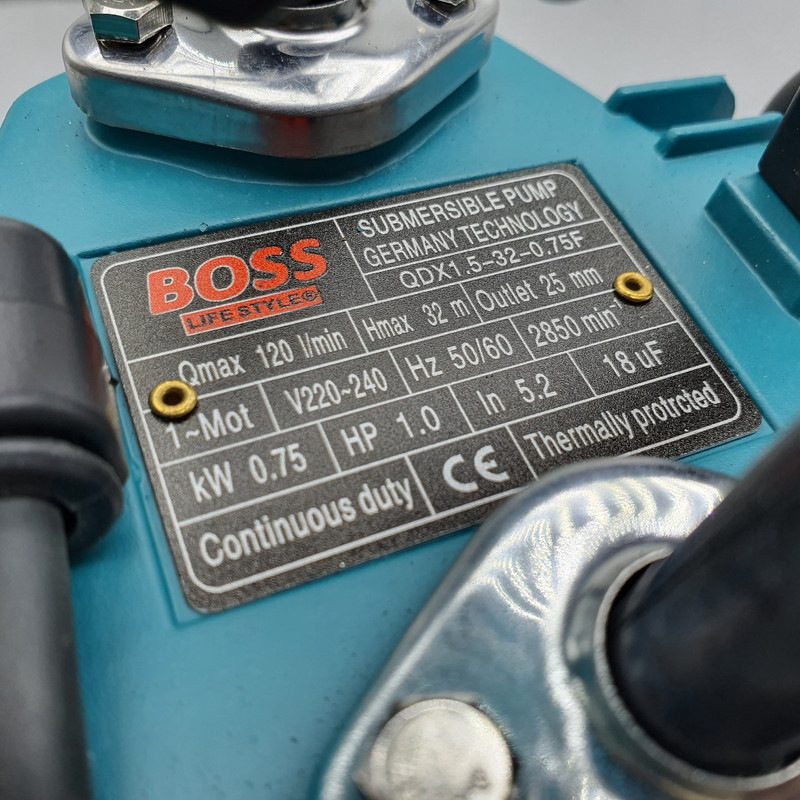 BOSS
LIFE STYLE®
SUBMERSIBLE PUMP
GERMANY TECHNOLOGY
QDX1.5-32-0.75F
Qmax 120 l/min Hmax 32 m Outlet 25 mm
1~Mot V220~240 Hz 50/60 2850 min⁻¹
kW 0.75 HP 1.0 In 5.2 18 uF
Continuous duty CE Thermally protrcted